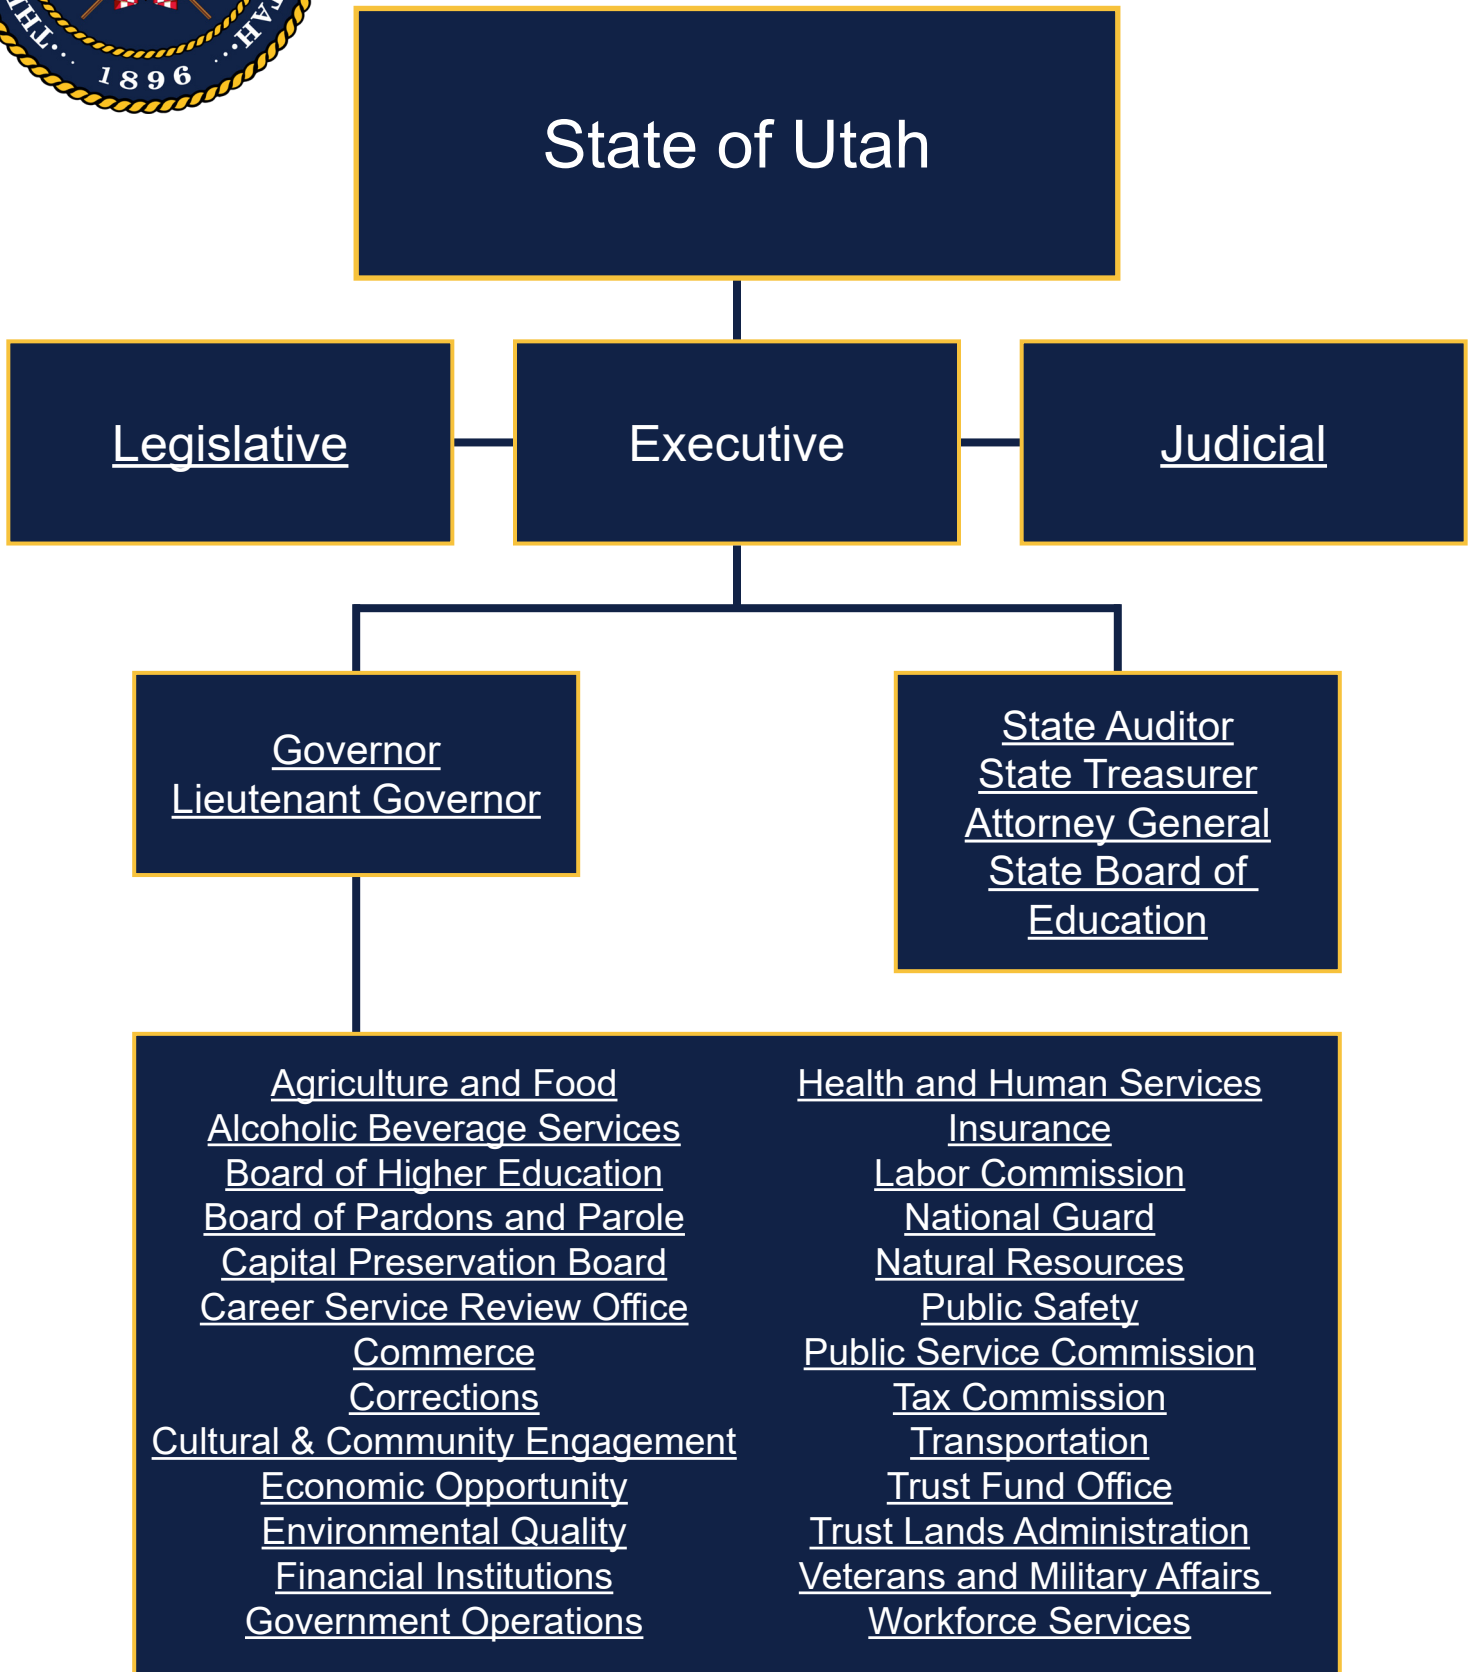 1896
State of Utah
Legislative
Executive
Judicial
Governor
Lieutenant Governor
State Auditor
State Treasurer
Attorney General
State Board of
Education
Agriculture and Food
Alcoholic Beverage Services
Board of Higher Education
Board of Pardons and Parole
Capital Preservation Board
Career Service Review Office
Commerce
Corrections
Cultural & Community Engagement
Economic Opportunity
Environmental Quality
Financial Institutions
Government Operations
Health and Human Services
Insurance
Labor Commission
National Guard
Natural Resources
Public Safety
Public Service Commission
Tax Commission
Transportation
Trust Fund Office
Trust Lands Administration
Veterans and Military Affairs
Workforce Services